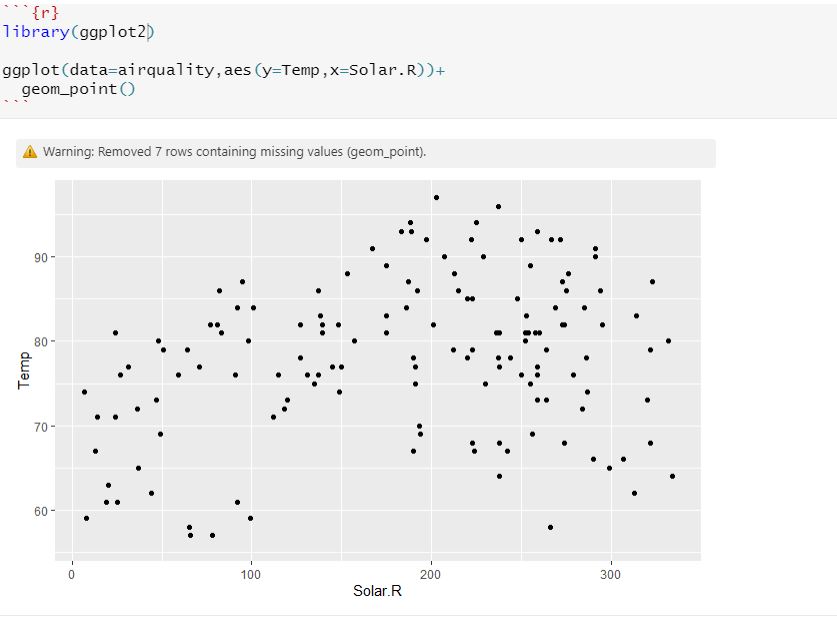 ```{r}
library(ggplot2)
ggplot(data=airquality,aes(y=Temp,x=Solar.R))+
  geom_point()
```
Warning: Removed 7 rows containing missing values (geom_point).
90
80
70
60
Temp
0 100 200 300
Solar.R